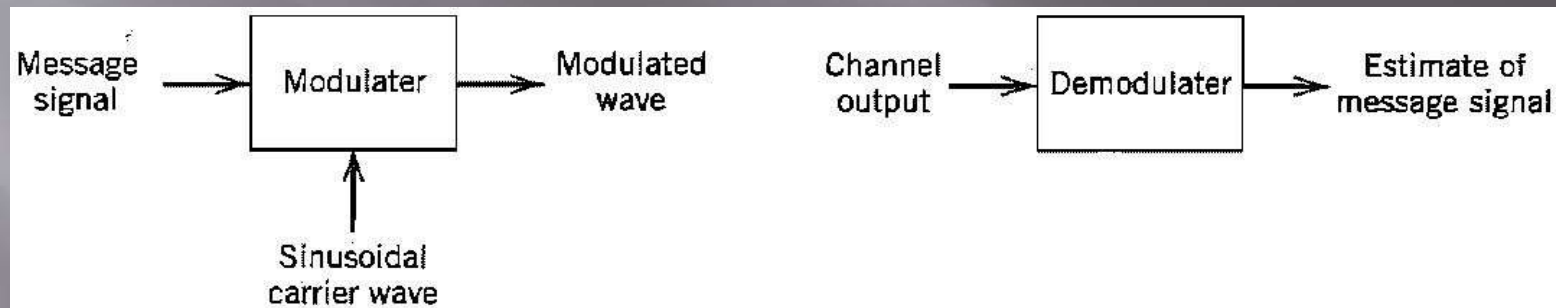 Message
signal
Modulater
Modulated
wave
Sinusoidal
carrier wave
Channel
output
Demodulater
Estimate of
message signal